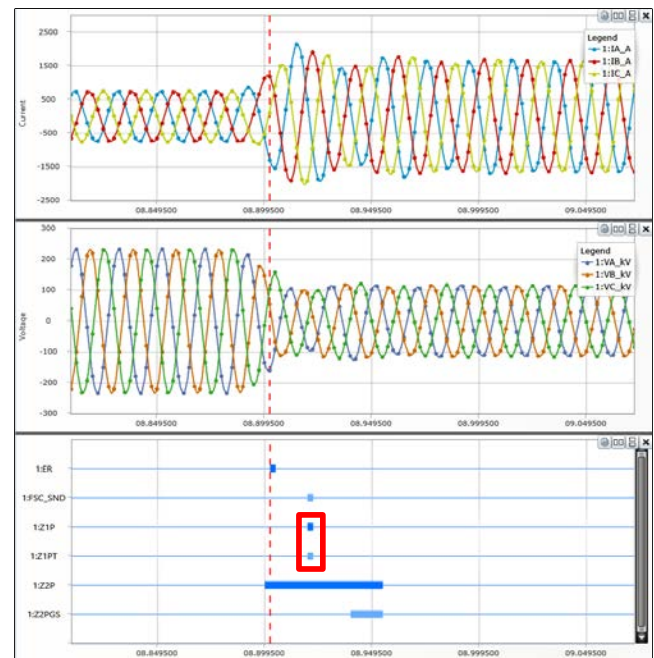 2500
1500
500
-500
-1500
-2500
Current
Legend
1:IA_A
1:IB_A
1:IC_A
08.849500
08.899500
08.949500
08.999500
09.049500
300
200
100
0
-100
-200
-300
Voltage
Legend
1:VA_kV
1:VB_kV
1:VC_kV
08.849500
08.899500
08.949500
08.999500
09.049500
1:ER
1:FSC_SND
1:Z1P
1:Z1PT
1:Z2P
1:Z2PGS
08.849500
08.899500
08.949500
08.999500
09.049500